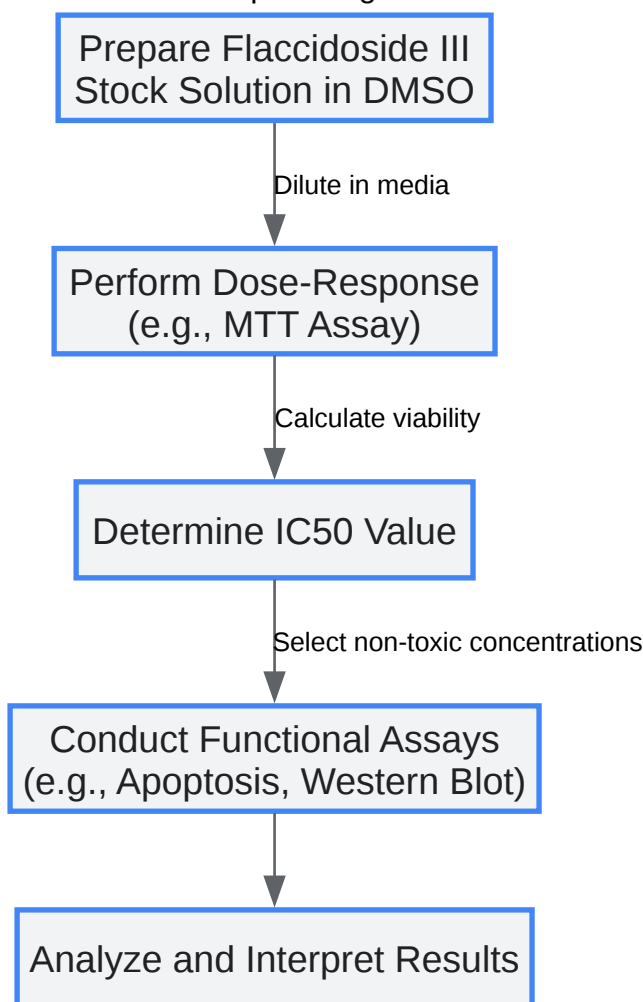 Prepare Flaccidoside III
Stock Solution in DMSO
Dilute in media
Perform Dose-Response
(e.g., MTT Assay)
Calculate viability
Determine IC50 Value
Select non-toxic concentrations
Conduct Functional Assays
(e.g., Apoptosis, Western Blot)
Analyze and Interpret Results